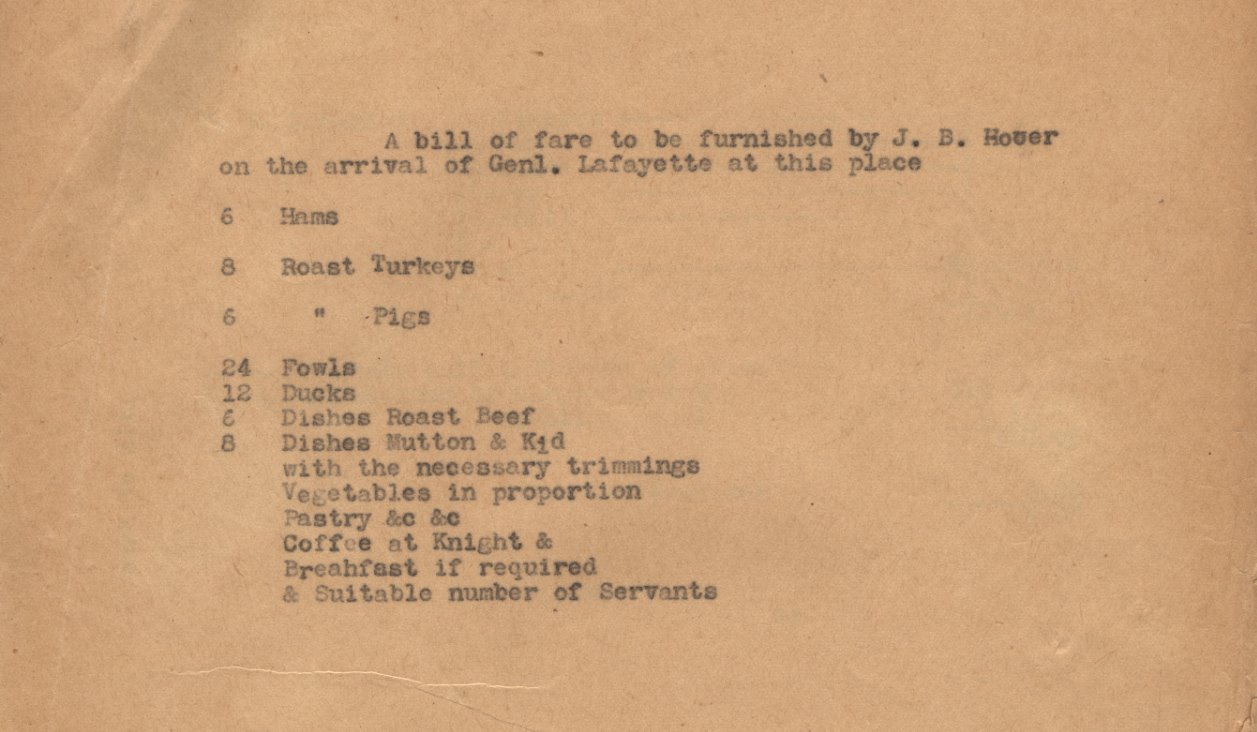 A bill of fare to be furnished by J. B. Hover
on the arrival of Genl. Lafayette at this place
6 Hams
8 Roast Turkeys
6 " Pigs
24 Fowls
12 Ducks
6 Dishes Roast Beef
8 Dishes Mutton & Kid
with the necessary trimmings
Vegetables in proportion
Pastry &c &c
Coffee at Knight &
Breahfast if required
& Suitable number of Servants